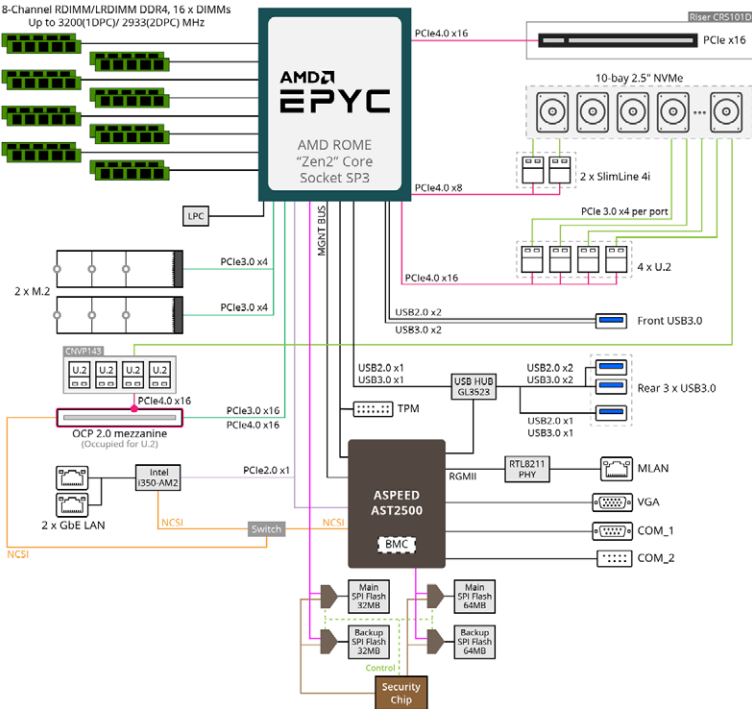 8-Channel RDIMM/LRDIMM DDR4, 16 x DIMMs
Up to 3200(1DPC)/ 2933(2DPC) MHz
AMD
EPYC
AMD ROME
“Zen2” Core
Socket SP3
PCIe4.0 x16
Riser CRS101D
PCIe x16
10-bay 2.5" NVMe
2 x SlimLine 4i
PCIe4.0 x8
PCIe 3.0 x4 per port
4 x U.2
PCIe4.0 x16
LPC
MGNT BUS
2 x M.2
PCIe3.0 x4
PCIe3.0 x4
USB2.0 x2
USB3.0 x2
Front USB3.0
CNVP143
U.2
U.2
U.2
U.2
PCIe4.0 x16
PCIe3.0 x16
PCIe4.0 x16
OCP 2.0 mezzanine
(Occupied for U.2)
USB2.0 x1
USB3.0 x1
USB HUB
GL3523
USB2.0 x2
USB3.0 x2
USB2.0 x1
USB3.0 x1
Rear 3 x USB3.0
TPM
2 x GbE LAN
Intel
i350-AM2
PCIe2.0 x1
NCSI
Switch
NCSI
NCSI
ASPEED
AST2500
BMC
RGMII
RTL8211
PHY
MLAN
VGA
COM_1
COM_2
Main
SPI Flash
32MB
Main
SPI Flash
64MB
Backup
SPI Flash
32MB
Backup
SPI Flash
64MB
Control
Security
Chip